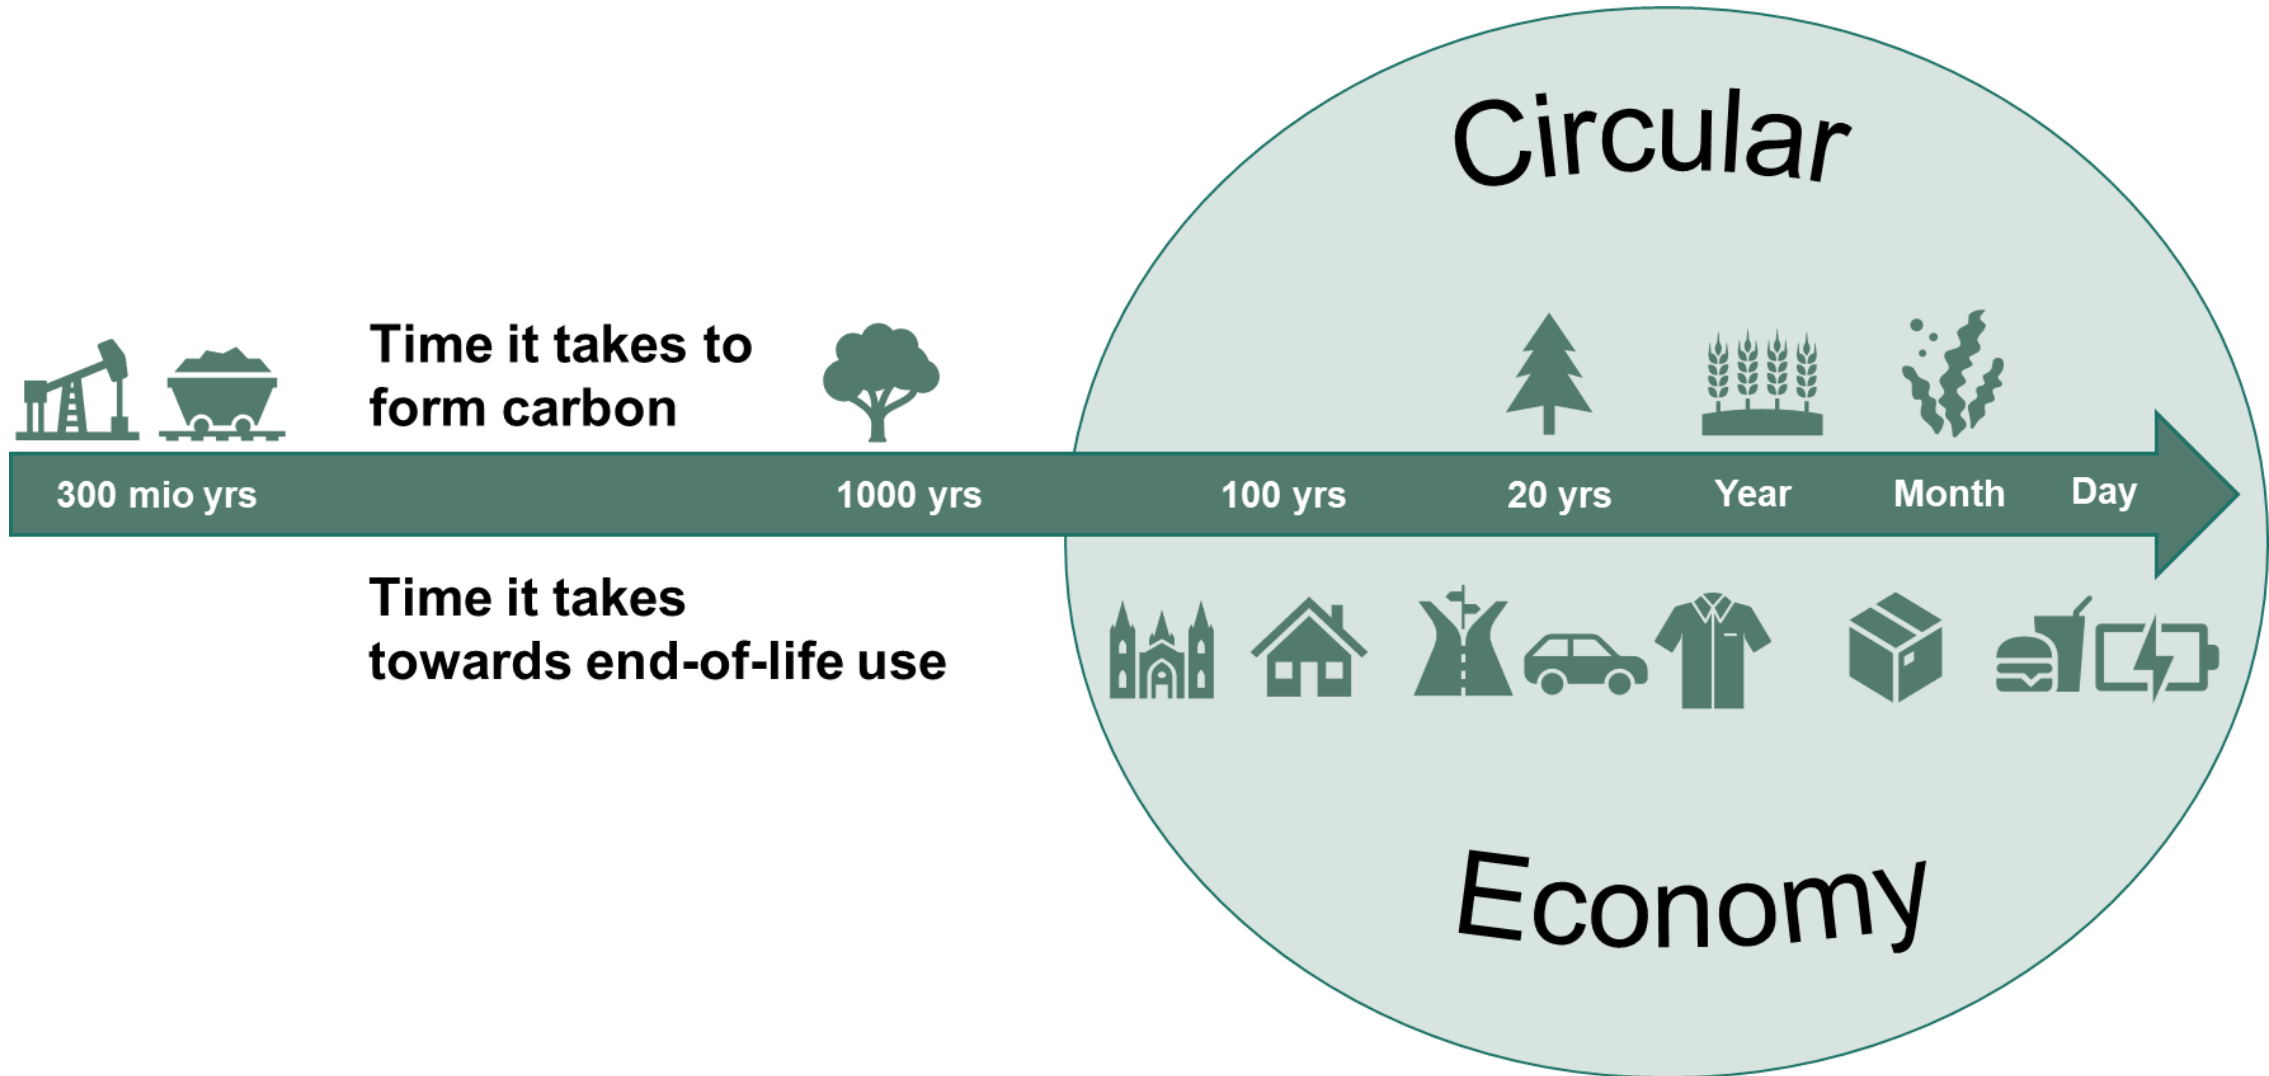 Circular
Time it takes to
form carbon
300 mio yrs
1000 yrs
100 yrs
20 yrs
Year
Month
Day
Time it takes
towards end-of-life use
Economy